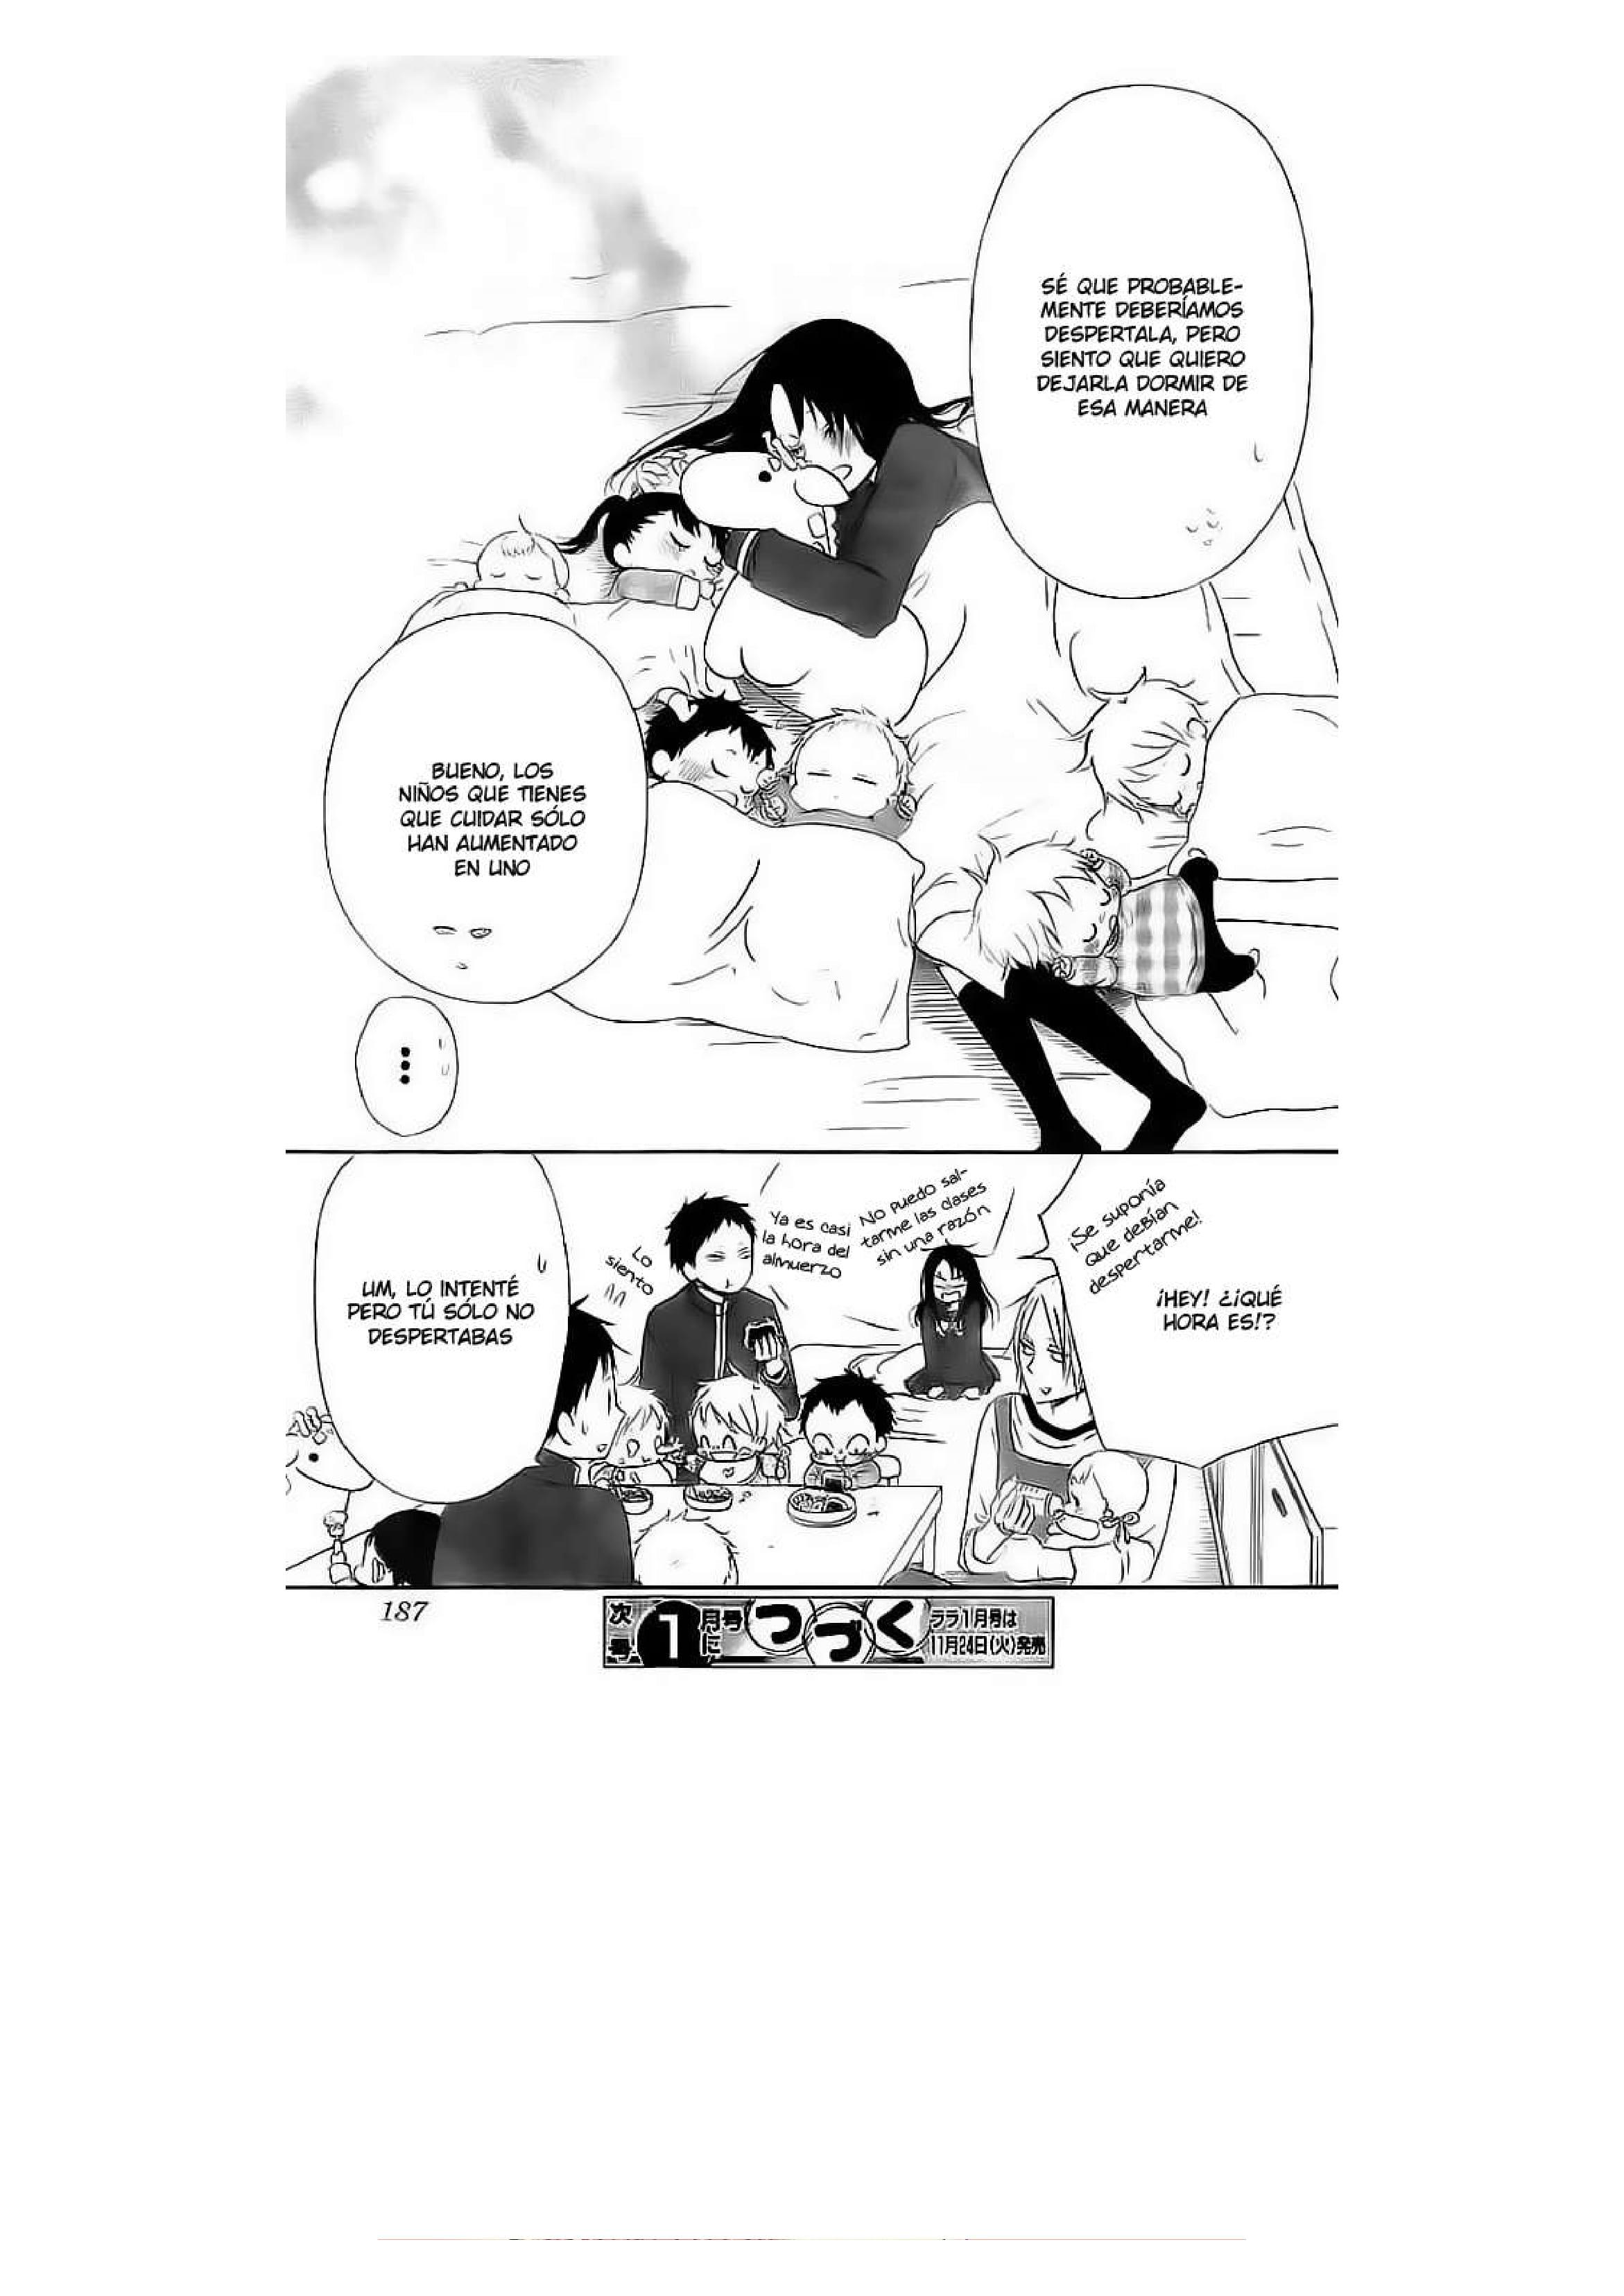 SÉ QUE PROBABLE-
MENTE DEBERÍAMOS
DESPERTALA, PERO
SIENTO QUE QUIERO
DEJARLA DORMIR DE
ESA MANERA
BUENO, LOS
NIÑOS QUE TIENES
QUE CUIDAR SÓLO
HAN AUMENTADO
EN UNO
...
¡HEY! ¿¡QUÉ
HORA ES!?
¡Se suponía
que debían
despertarme!
No puedo sal-
tarme las clases
sin una razón
Ya es casi
la hora del
almuerzo
Lo
siento
UM, LO INTENTÉ
PERO TÚ SÓLO NO
DESPERTABAS
187
次号1月号に
つづく
ララ1月号は
11月24日(火)発売